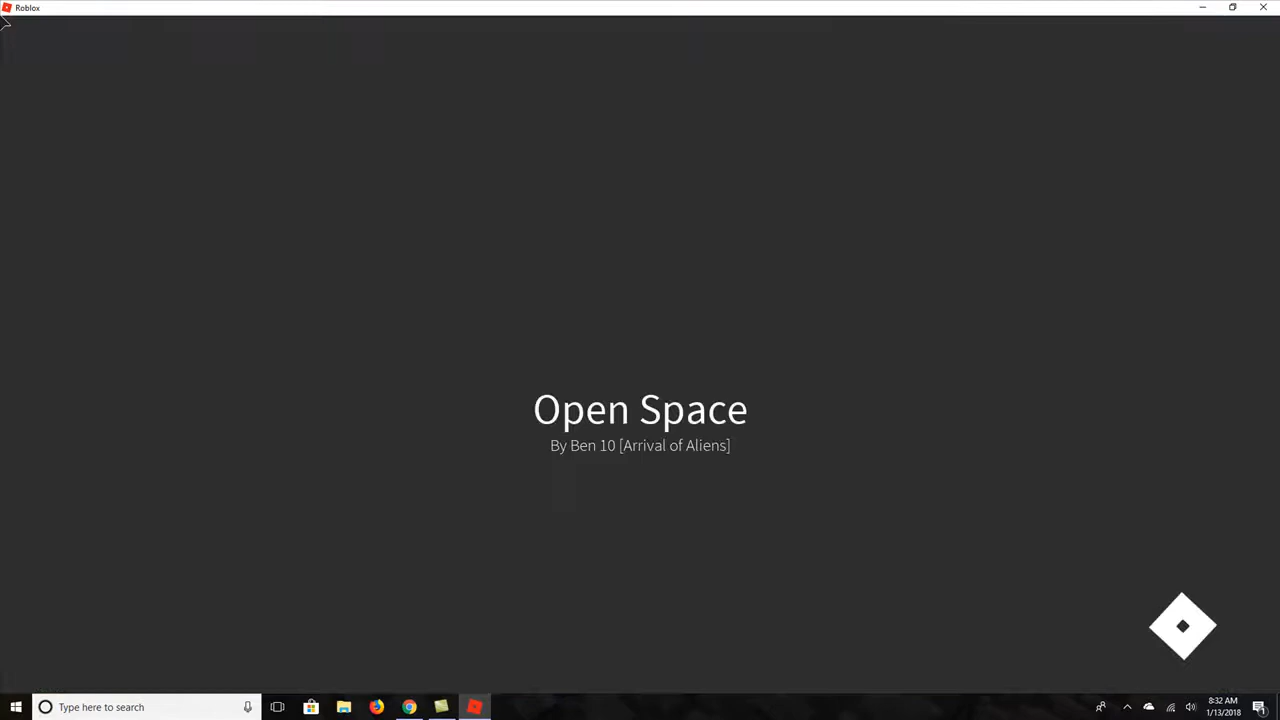 Roblox
Open Space
By Ben 10 [Arrival of Aliens]
Type here to search
8:32 AM
1/13/2018
1